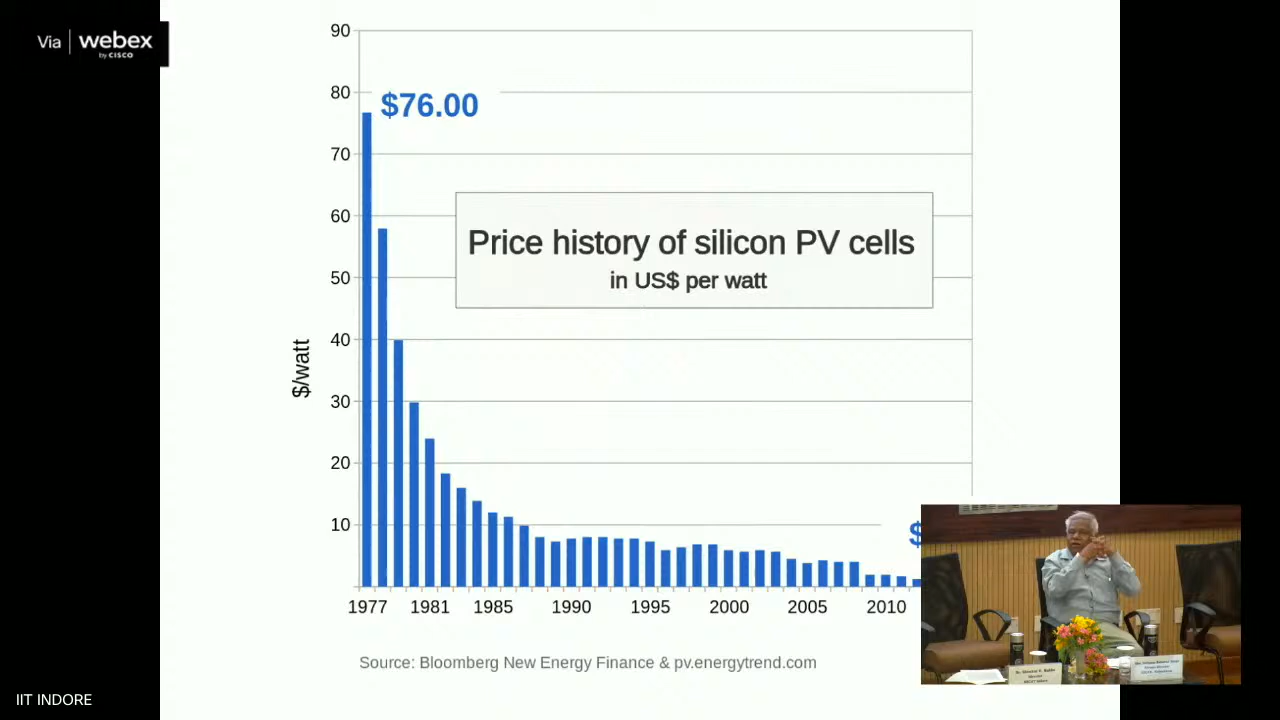 Via | webex
by CISCO
90
80
70
60
50
40
30
20
10
$76.00
Price history of silicon PV cells
in US$ per watt
$/watt
$
1977 1981 1985 1990 1995 2000 2005 2010
Source: Bloomberg New Energy Finance & pv.energytrend.com
IIT INDORE